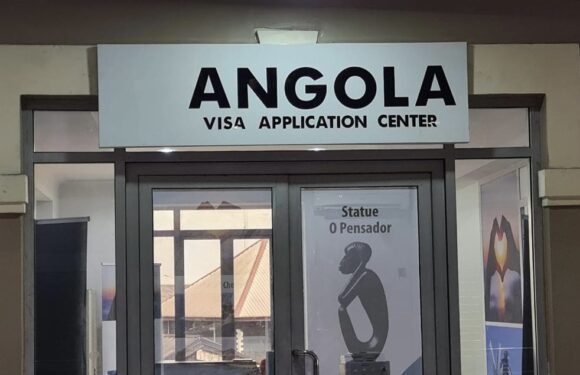 ANGOLA
VISA APPLICATION CENTER
Statue
O Pensador